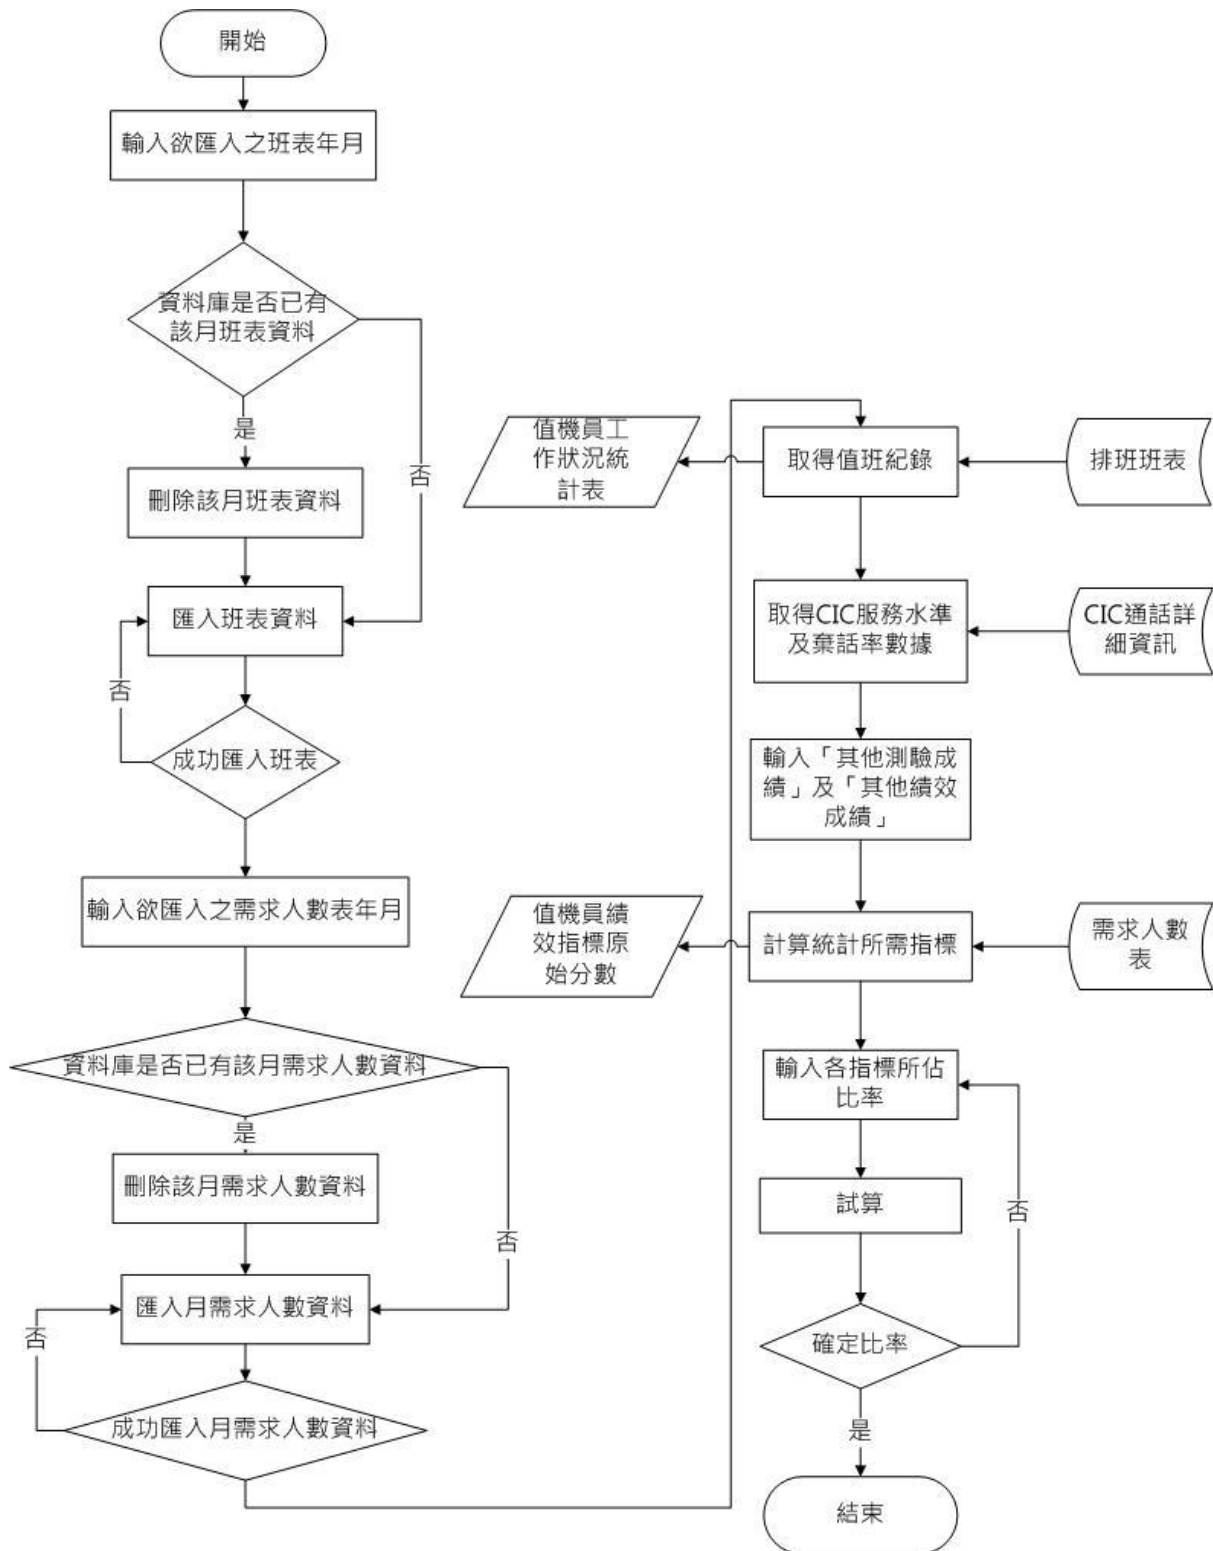 開始
輸入欲匯入之班表年月
資料庫是否已有
該月班表資料
是
否
刪除該月班表資料
匯入班表資料
否
成功匯入班表
輸入欲匯入之需求人數表年月
資料庫是否已有該月需求人數資料
是
刪除該月需求人數資料
否
匯入月需求人數資料
否
成功匯入月需求人數資料
值機員工
作狀況統
計表
取得值班紀錄
排班班表
取得CIC服務水準
及棄話率數據
CIC通話詳
細資訊
輸入「其他測驗成
績」及「其他績效
成績」
值機員績
效指標原
始分數
計算統計所需指標
需求人數
表
輸入各指標所佔
比率
試算
否
確定比率
是
結束